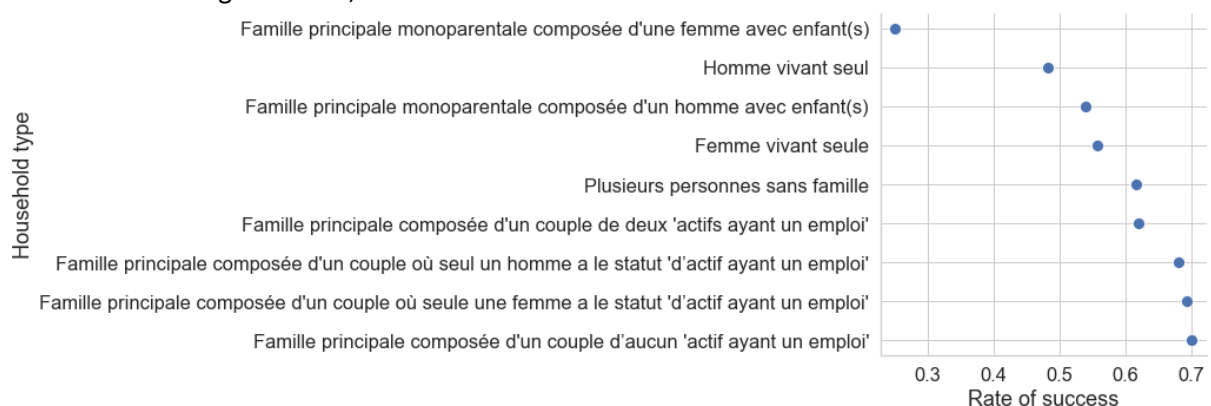 Famille principale monoparentale composée d'une femme avec enfant(s)
Homme vivant seul
Famille principale monoparentale composée d'un homme avec enfant(s)
Femme vivant seule
Plusieurs personnes sans famille
Famille principale composée d'un couple de deux 'actifs ayant un emploi'
Famille principale composée d'un couple où seul un homme a le statut 'd’actif ayant un emploi'
Famille principale composée d'un couple où seule une femme a le statut 'd’actif ayant un emploi'
Famille principale composée d'un couple d’aucun 'actif ayant un emploi'
Household type
0.3 0.4 0.5 0.6 0.7
Rate of success